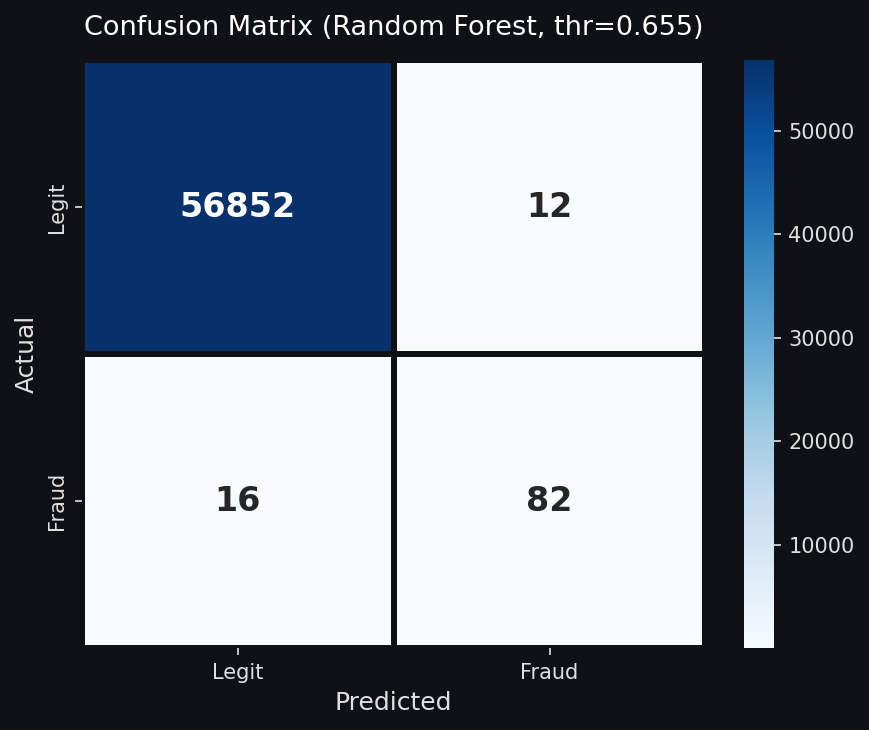 Confusion Matrix (Random Forest, thr=0.655)
Actual
Legit
Fraud
56852
12
16
82
Legit
Fraud
Predicted
50000
40000
30000
20000
10000